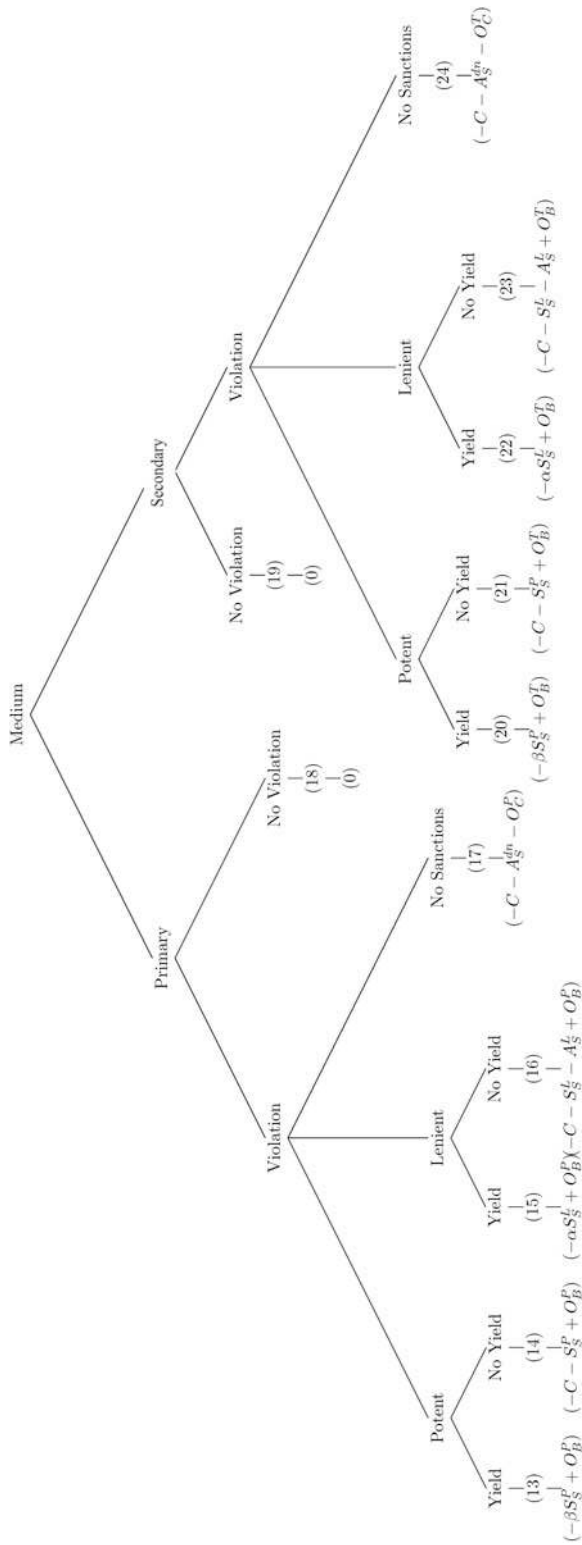 Medium
Primary
Secondary
Violation
No Violation
(18)
(0)
No Violation
(19)
(0)
Violation
Potent
Lenient
No Sanctions
(17)
(−C − A_S^{dn} − O_C^P)
Potent
Lenient
No Sanctions
(24)
(−C − A_S^{dn} − O_C^T)
Yield
(13)
(−βS_S^P + O_B^P)
No Yield
(14)
(−C − S_S^P + O_B^P)
Yield
(15)
(−αS_S^L + O_B^P)
No Yield
(16)
(−C − S_S^L − A_S^L + O_B^P)
Yield
(20)
(−βS_S^P + O_B^T)
No Yield
(21)
(−C − S_S^P + O_B^T)
Yield
(22)
(−αS_S^L + O_B^T)
No Yield
(23)
(−C − S_S^L − A_S^L + O_B^T)